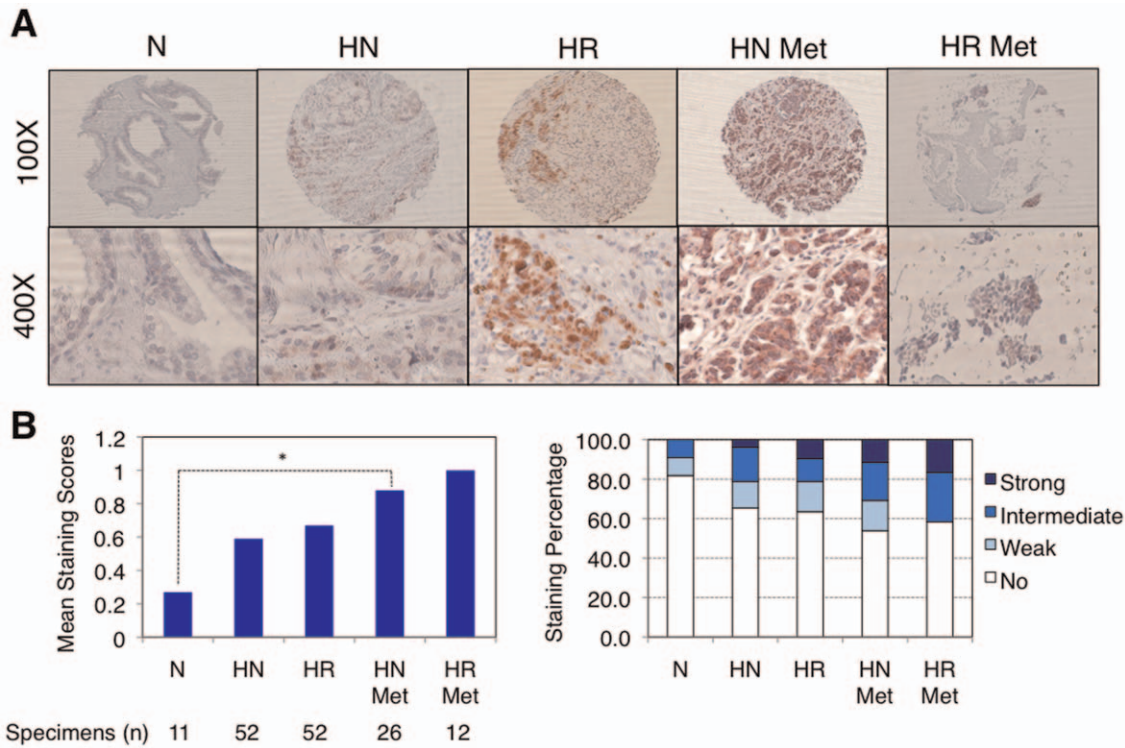 A
N HN HR HN Met HR Met
100X
400X
B
Mean Staining Scores
1.2
1
0.8
0.6
0.4
0.2
0
*
N HN HR HN Met HR Met
Specimens (n) 11 52 52 26 12
Staining Percentage
100.0
80.0
60.0
40.0
20.0
0.0
N HN HR HN Met HR Met
Strong
Intermediate
Weak
No